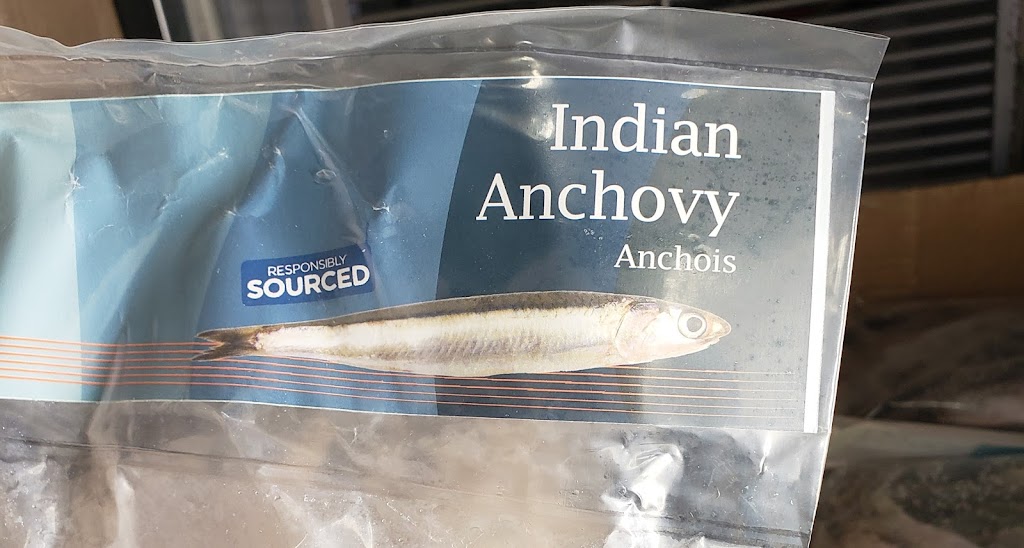 Indian
Anchovy
Anchois
RESPONSIBLY
SOURCED